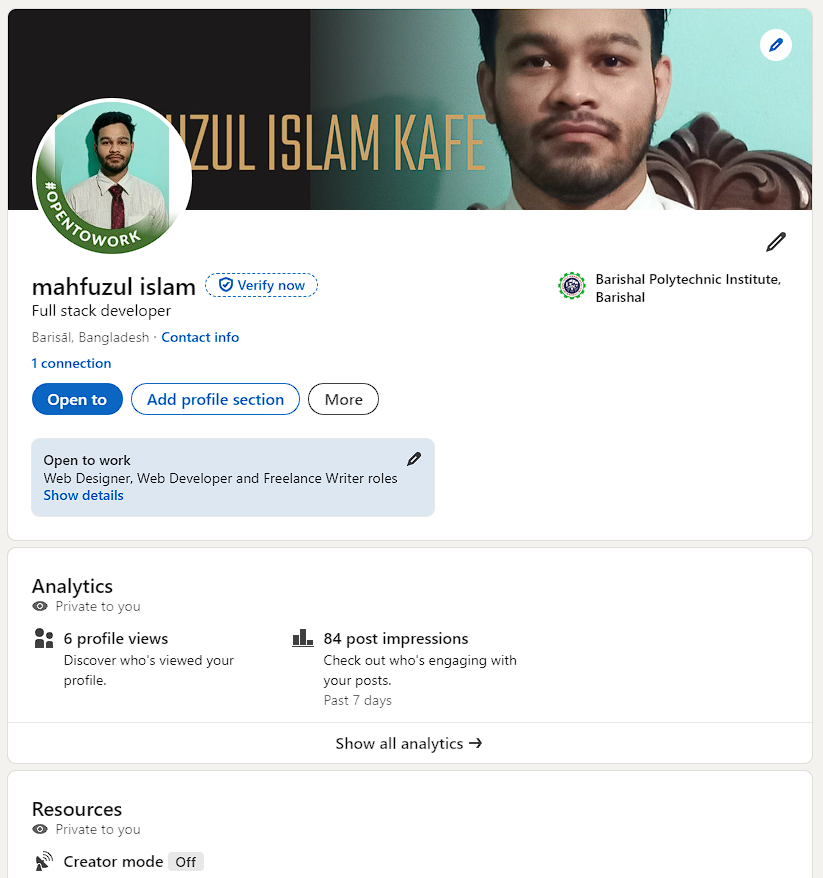 ZUL ISLAM KAFE
#OPENTOWORK
mahfuzul islam
Verify now
Full stack developer
Barisāl, Bangladesh · Contact info
1 connection
Open to
Add profile section
More
Barishal Polytechnic Institute,
Barishal
Open to work
Web Designer, Web Developer and Freelance Writer roles
Show details
Analytics
Private to you
6 profile views
Discover who's viewed your
profile.
84 post impressions
Check out who's engaging with
your posts.
Past 7 days
Show all analytics →
Resources
Private to you
Creator mode Off